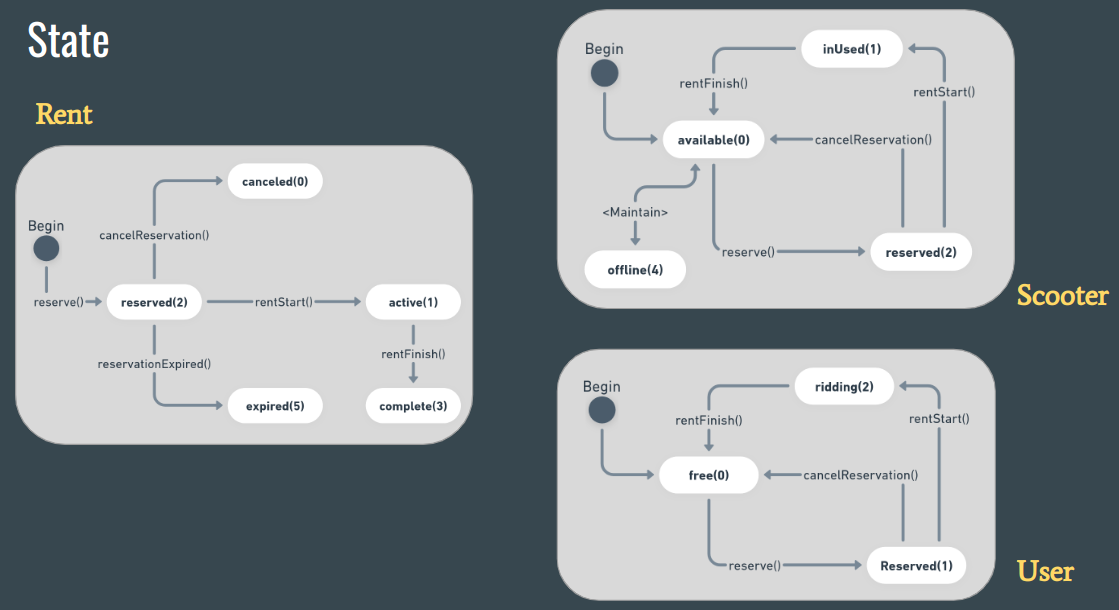 State
Rent
Begin
canceled(0)
cancelReservation()
reserve()
reserved(2)
rentStart()
active(1)
reservationExpired()
rentFinish()
expired(5)
complete(3)
Begin
inUsed(1)
rentFinish()
rentStart()
available(0)
cancelReservation()
<Maintain>
reserve()
reserved(2)
offline(4)
Scooter
Begin
ridding(2)
rentFinish()
rentStart()
free(0)
cancelReservation()
reserve()
Reserved(1)
User